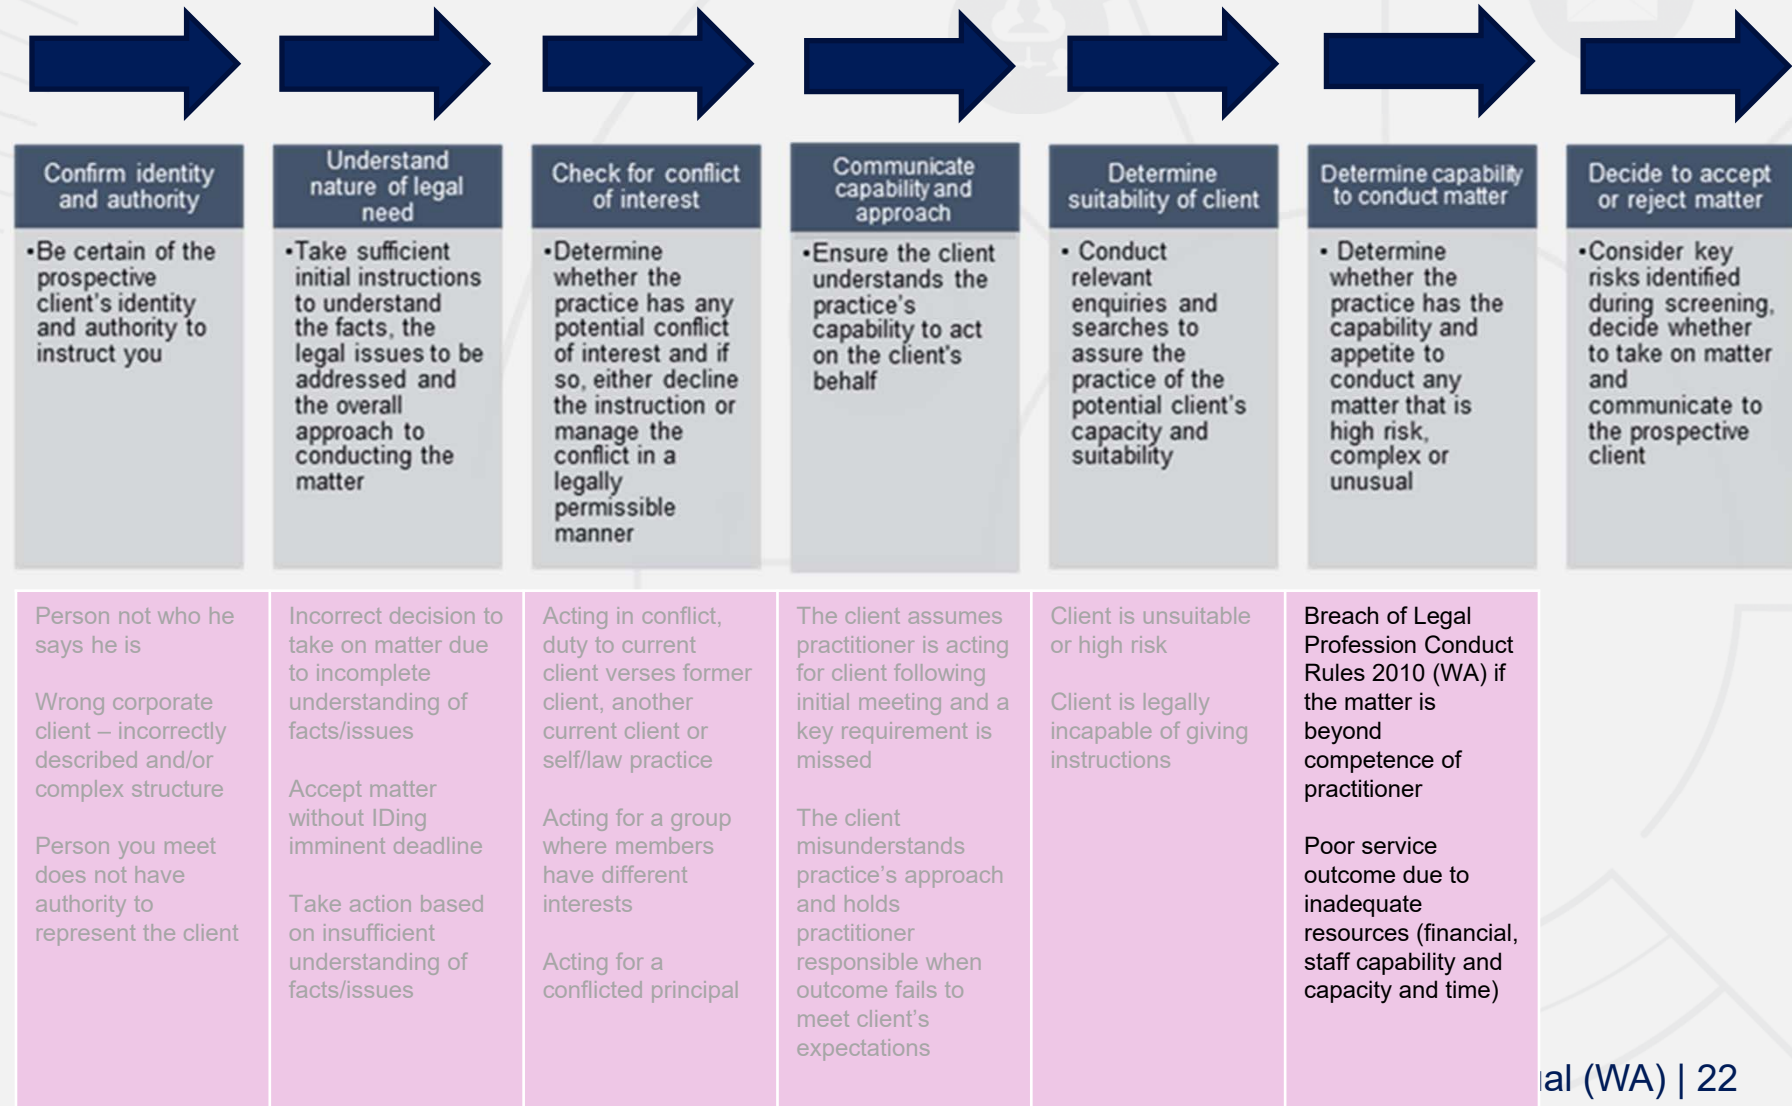 Confirm identity
and authority
▪Be certain of the
prospective
client's identity
and authority to
instruct you
Understand
nature of legal
need
▪Take sufficient
initial instructions
to understand
the facts, the
legal issues to be
addressed and
the overall
approach to
conducting the
matter
Check for conflict
of interest
▪Determine
whether the
practice has any
potential conflict
of interest and if
so, either decline
the instruction or
manage the
conflict in a
legally
permissible
manner
Communicate
capability and
approach
▪Ensure the client
understands the
practice's
capability to act
on the client's
behalf
Determine
suitability of client
▪ Conduct
relevant
enquiries and
searches to
assure the
practice of the
potential client's
capacity and
suitability
Determine capability
to conduct matter
▪ Determine
whether the
practice has the
capability and
appetite to
conduct any
matter that is
high risk,
complex or
unusual
Decide to accept
or reject matter
▪Consider key
risks identified
during screening,
decide whether
to take on matter
and
communicate to
the prospective
client
Person not who he
says he is
Wrong corporate
client – incorrectly
described and/or
complex structure
Person you meet
does not have
authority to
represent the client
Incorrect decision to
take on matter due
to incomplete
understanding of
facts/issues
Accept matter
without IDing
imminent deadline
Take action based
on insufficient
understanding of
facts/issues
Acting in conflict,
duty to current
client verses former
client, another
current client or
self/law practice
Acting for a group
where members
have different
interests
Acting for a
conflicted principal
The client assumes
practitioner is acting
for client following
initial meeting and a
key requirement is
missed
The client
misunderstands
practice's approach
and holds
practitioner
responsible when
outcome fails to
meet client's
expectations
Client is unsuitable
or high risk
Client is legally
incapable of giving
instructions
Breach of Legal
Profession Conduct
Rules 2010 (WA) if
the matter is
beyond
competence of
practitioner
Poor service
outcome due to
inadequate
resources (financial,
staff capability and
capacity and time)
(WA) | 22